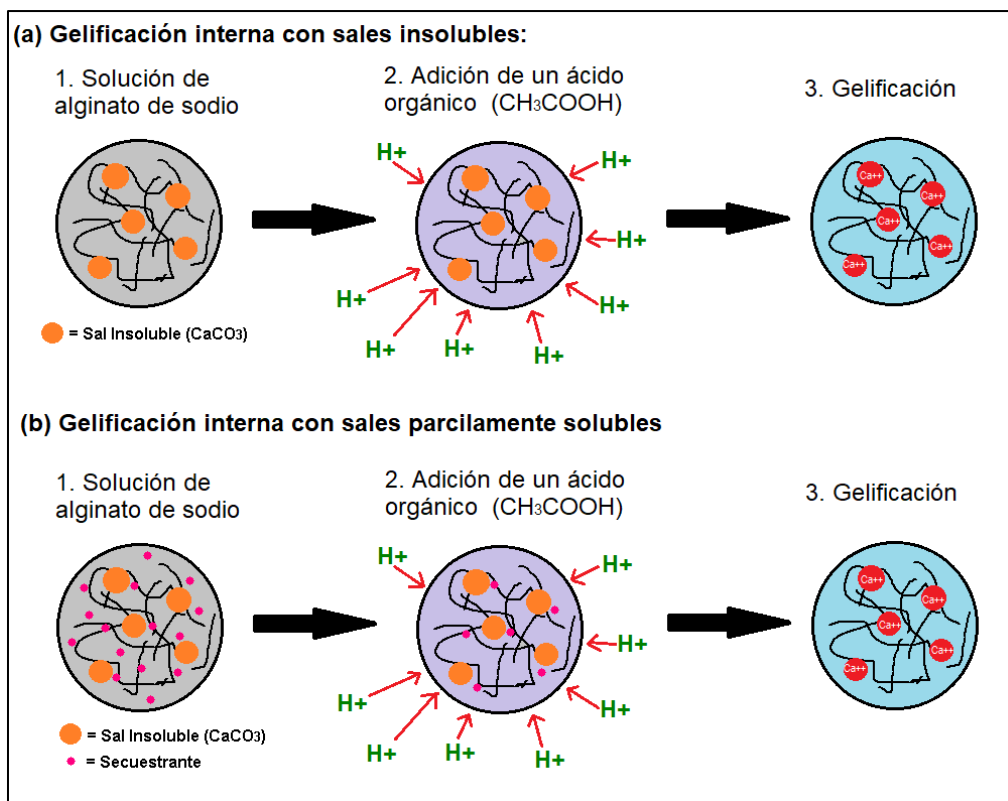 (a) Gelificación interna con sales insolubles:
1. Solución de
alginato de sodio
2. Adición de un ácido
orgánico (CH3COOH)
3. Gelificación
H+
H+
H+
H+
H+
H+
H+
H+
Ca++
Ca++
Ca++
Ca++
Ca++
= Sal Insoluble (CaCO3)
(b) Gelificación interna con sales parcilamente solubles
1. Solución de
alginato de sodio
2. Adición de un ácido
orgánico (CH3COOH)
3. Gelificación
H+
H+
H+
H+
H+
H+
H+
H+
Ca++
Ca++
Ca++
Ca++
Ca++
= Sal Insoluble (CaCO3)
= Secuestrante